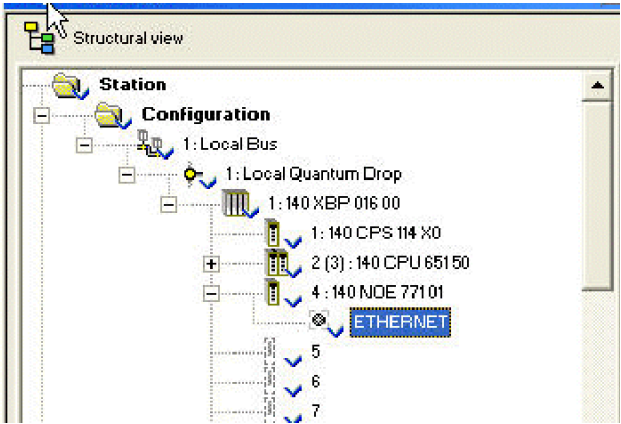 Structural view
Station
Configuration
1: Local Bus
1: Local Quantum Drop
1: 140 XBP 016 00
1: 140 CPS 114 X0
2 (3) : 140 CPU 651 50
4 : 140 NOE 771 01
ETHERNET
5
6
7